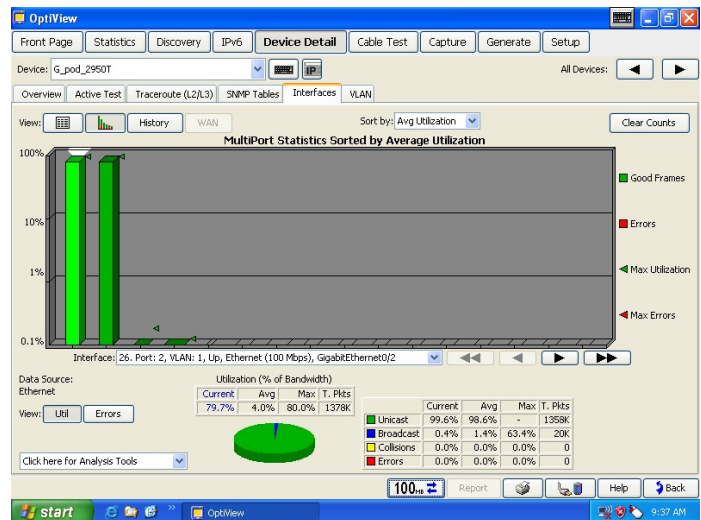 OptiView
Front Page Statistics Discovery IPv6 Device Detail Cable Test Capture Generate Setup
Device: G_pod_2950T IP All Devices:
Overview Active Test Traceroute (L2/L3) SNMP Tables Interfaces VLAN
View: History WAN Sort by: Avg Utilization Clear Counts
MultiPort Statistics Sorted by Average Utilization
100%
Good Frames
10%
Errors
1%
Max Utilization
Max Errors
0.1%
Interface: 26. Port: 2, VLAN: 1, Up, Ethernet (100 Mbps), GigabitEthernet0/2
Data Source:
Ethernet
Utilization (% of Bandwidth)
Current Avg Max T. Pkts
79.7% 4.0% 80.0% 1378K
View: Util Errors
Current Avg Max T. Pkts
Unicast 99.6% 98.6% - 1358K
Broadcast 0.4% 1.4% 63.4% 20K
Collisions 0.0% 0.0% 0.0% 0
Errors 0.0% 0.0% 0.0% 0
Click here for Analysis Tools
100 Report Help Back
start OptiView 9:37 AM